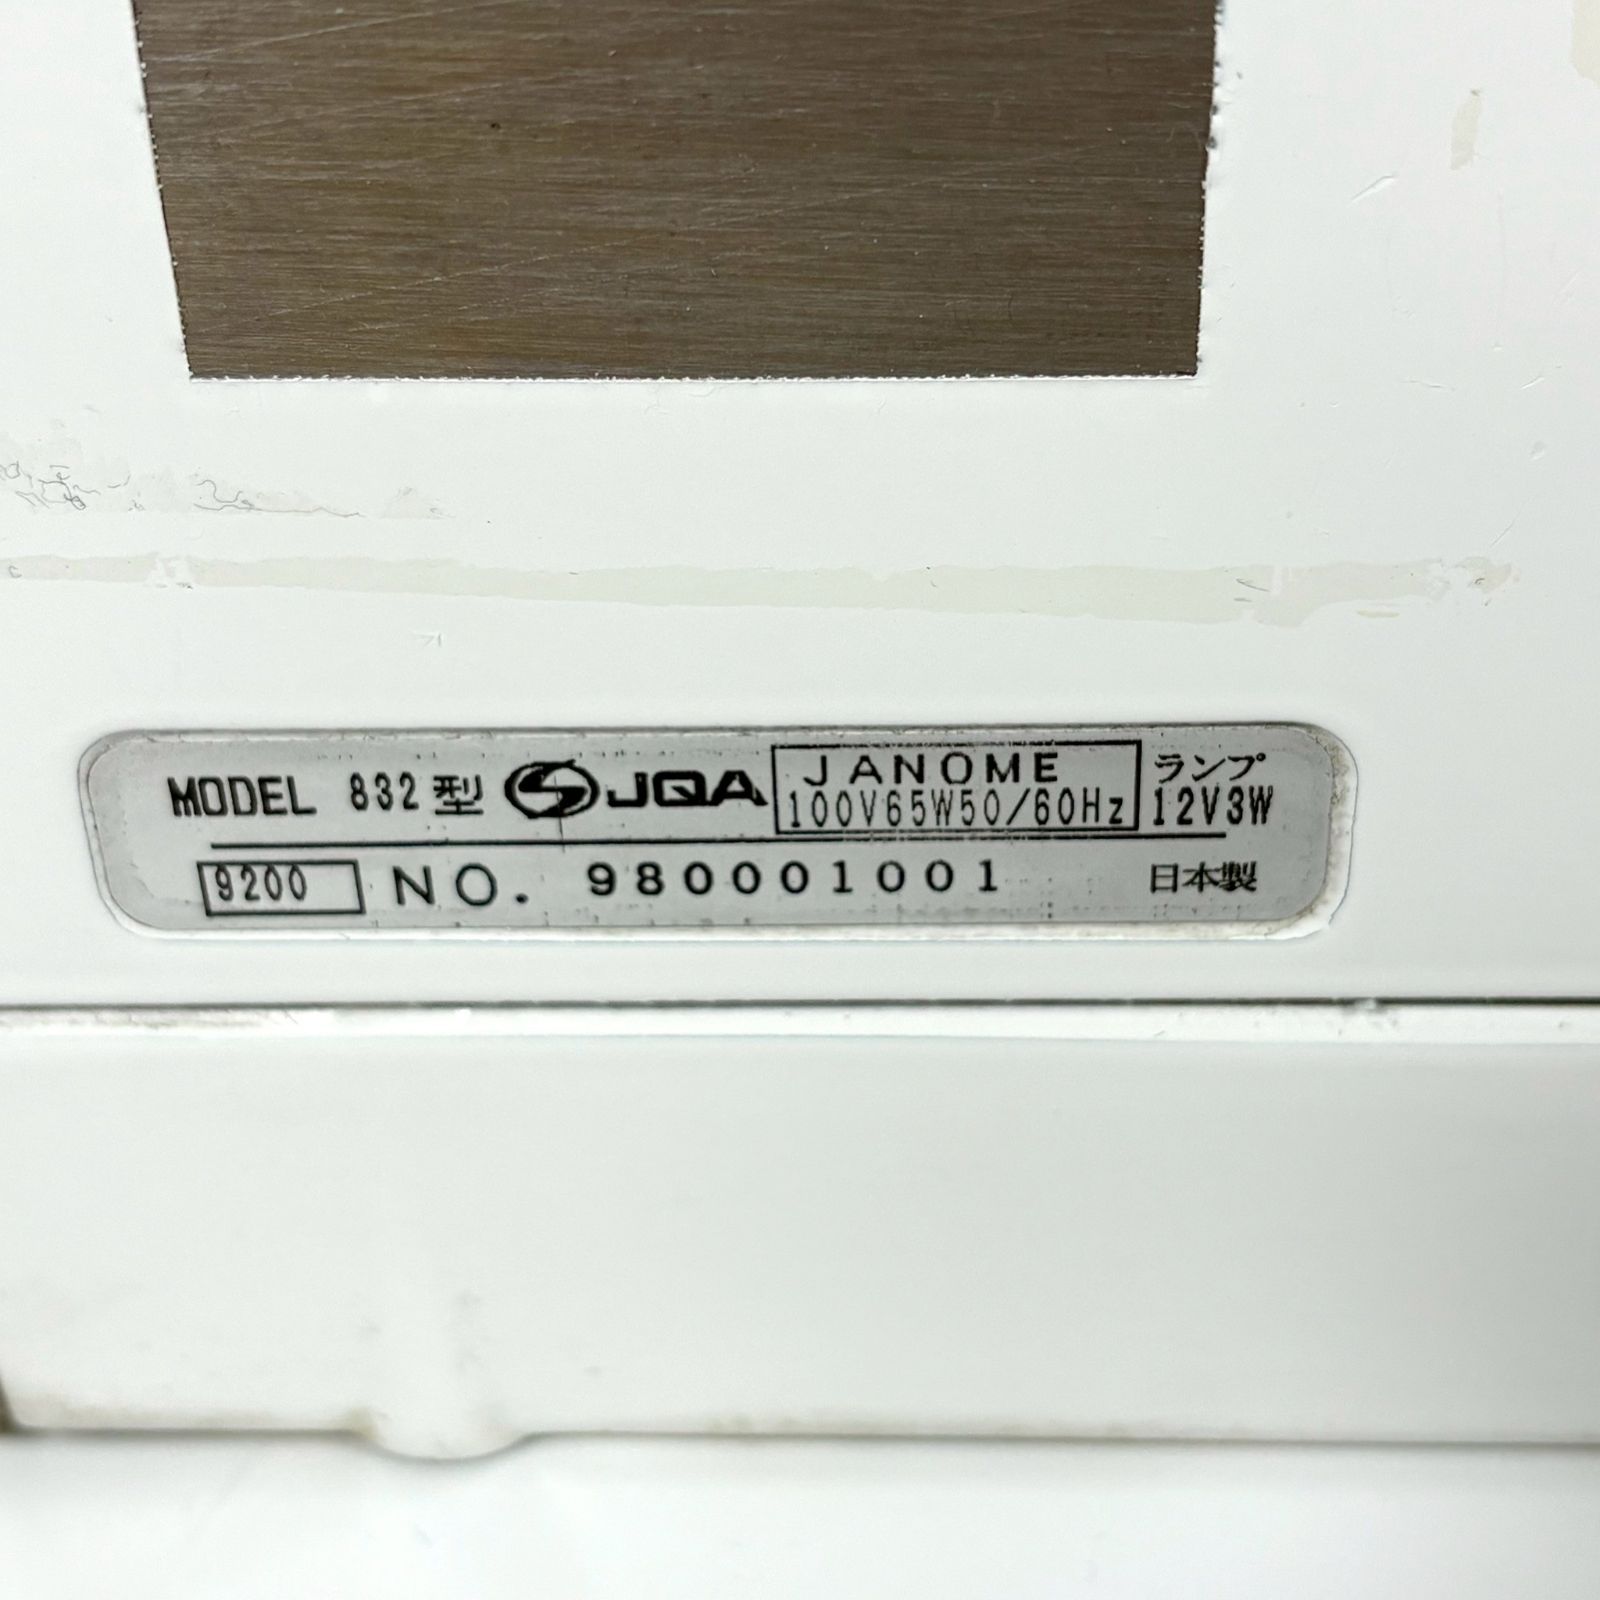 MODEL 832型 JQA JANOME ランプ
100V65W50/60Hz 12V3W
9200 NO. 980001001 日本製